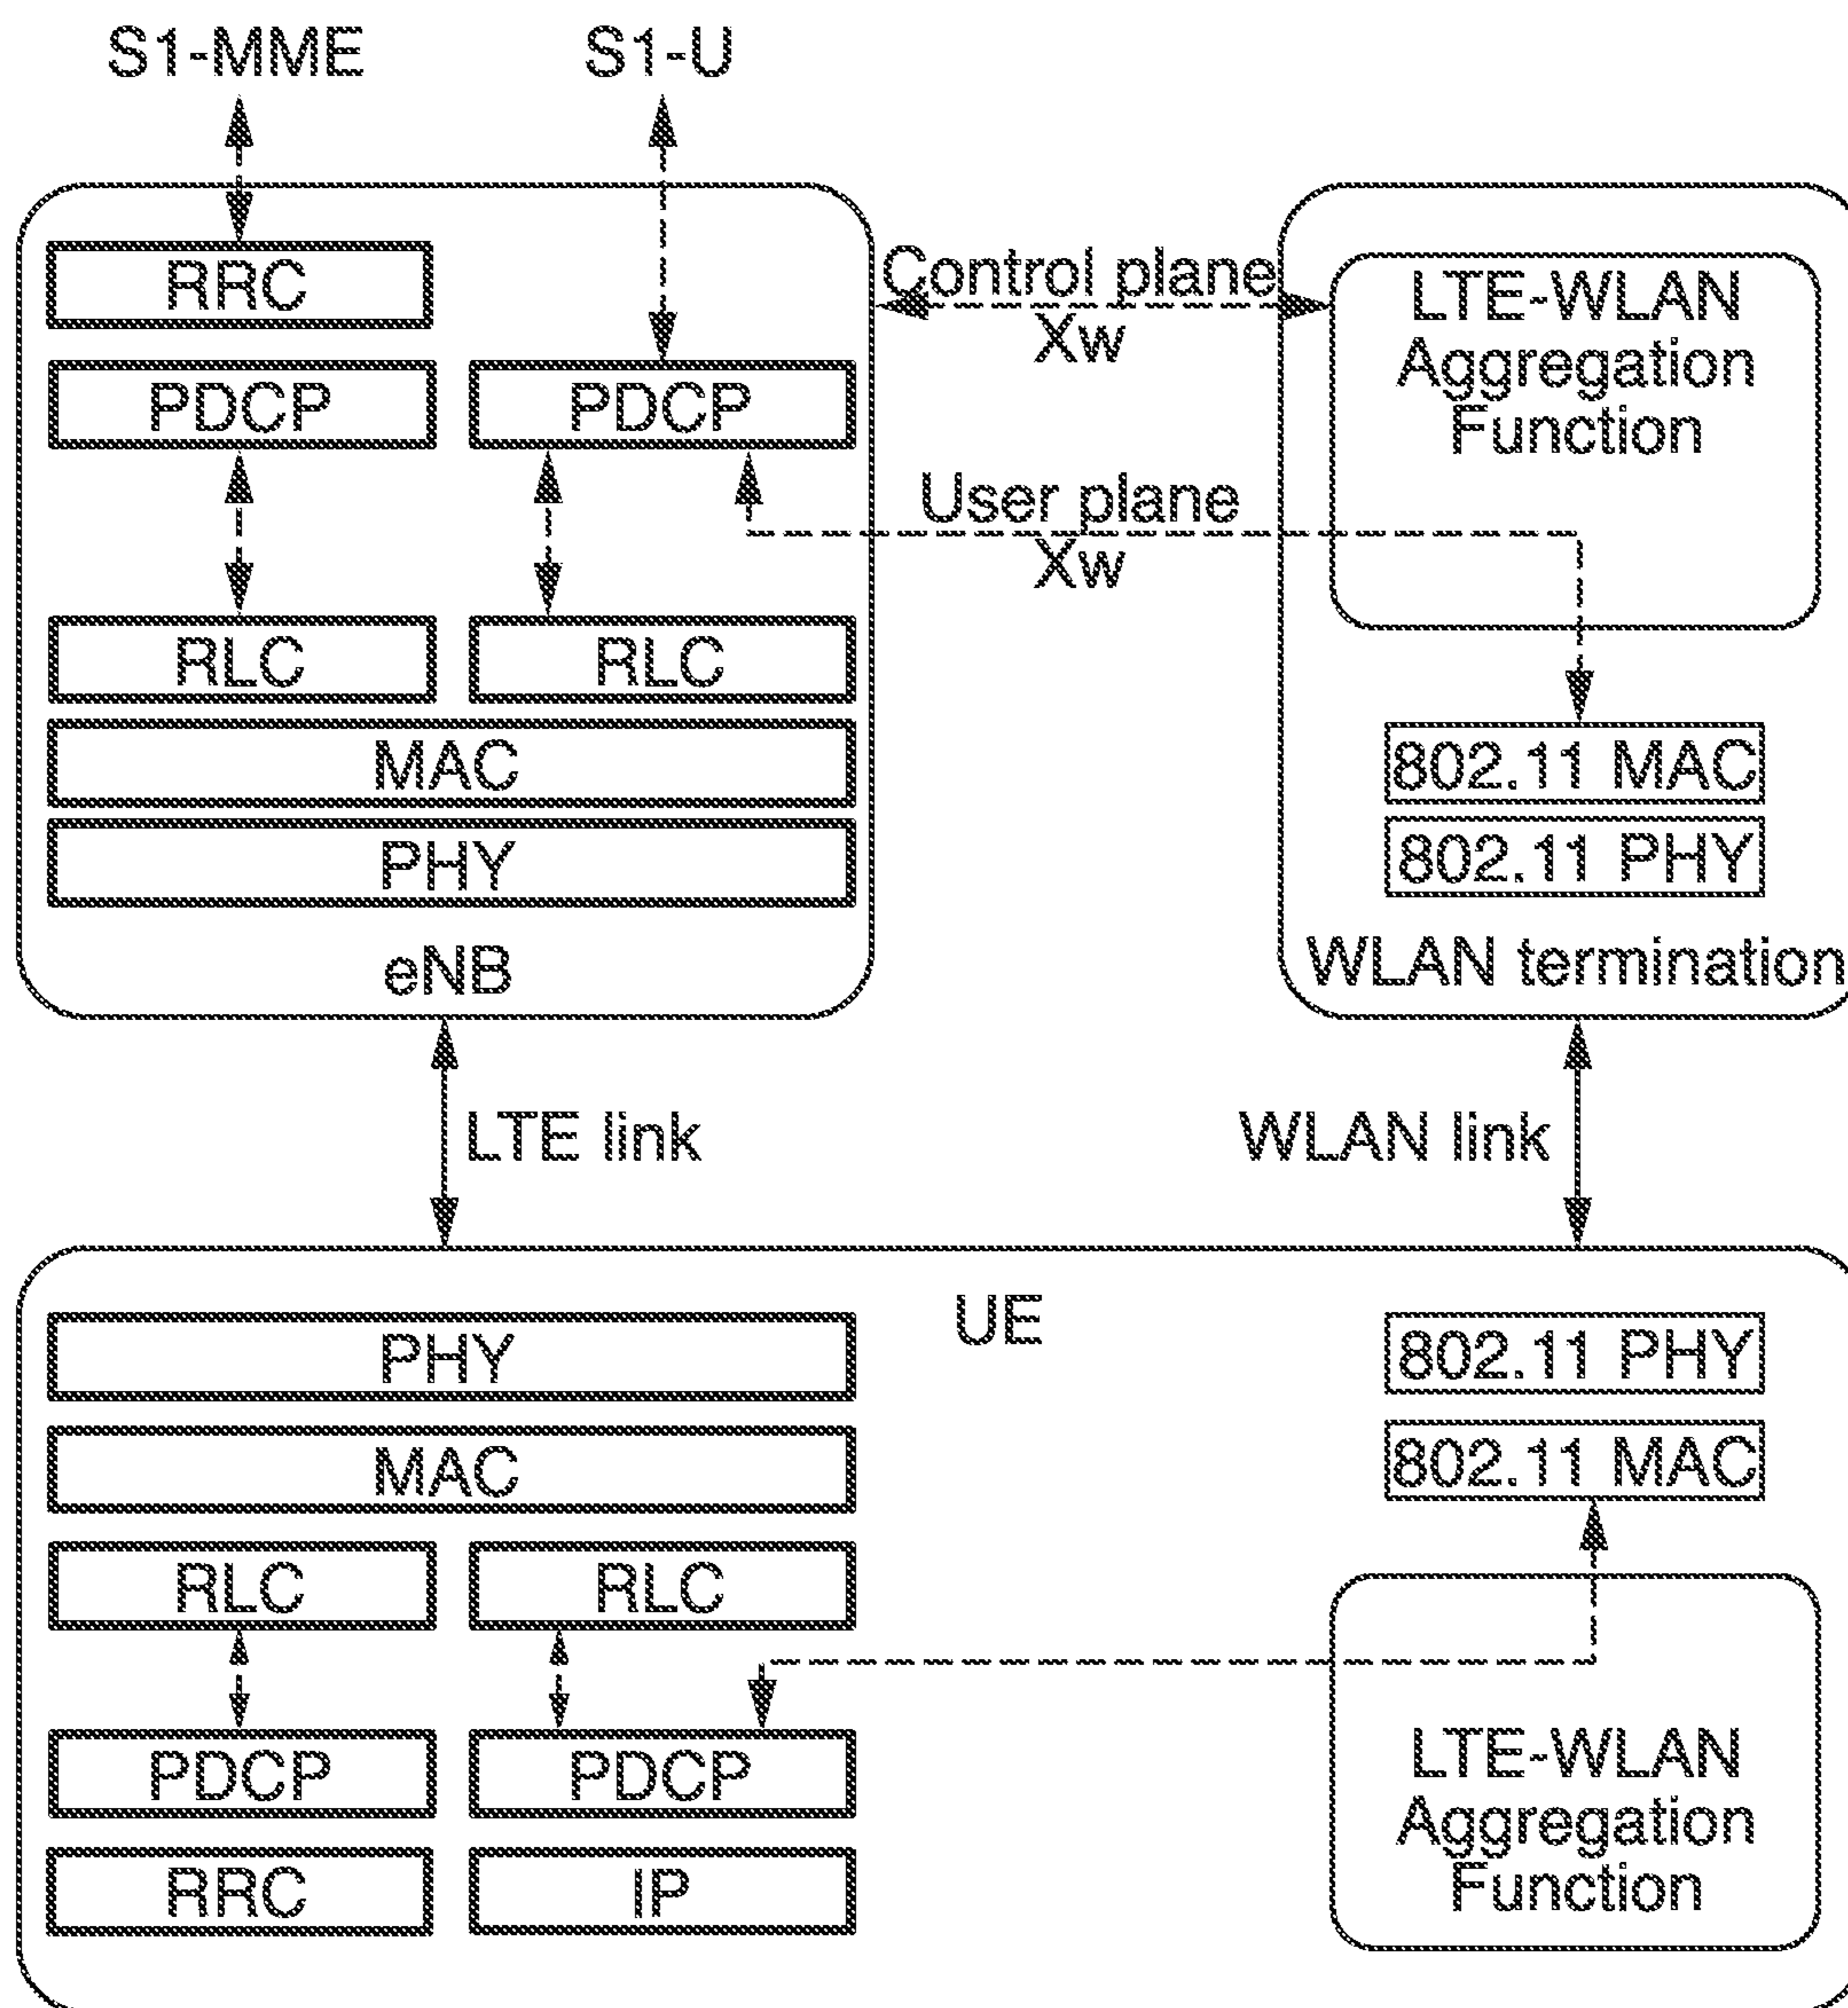 S1-MME
S1-U
RRC
PDCP
PDCP
RLC
RLC
MAC
PHY
eNB
Control plane
Xw
User plane
Xw
LTE-WLAN
Aggregation
Function
802.11 MAC
802.11 PHY
WLAN termination
LTE link
WLAN link
UE
PHY
MAC
RLC
RLC
PDCP
PDCP
RRC
IP
802.11 PHY
802.11 MAC
LTE-WLAN
Aggregation
Function